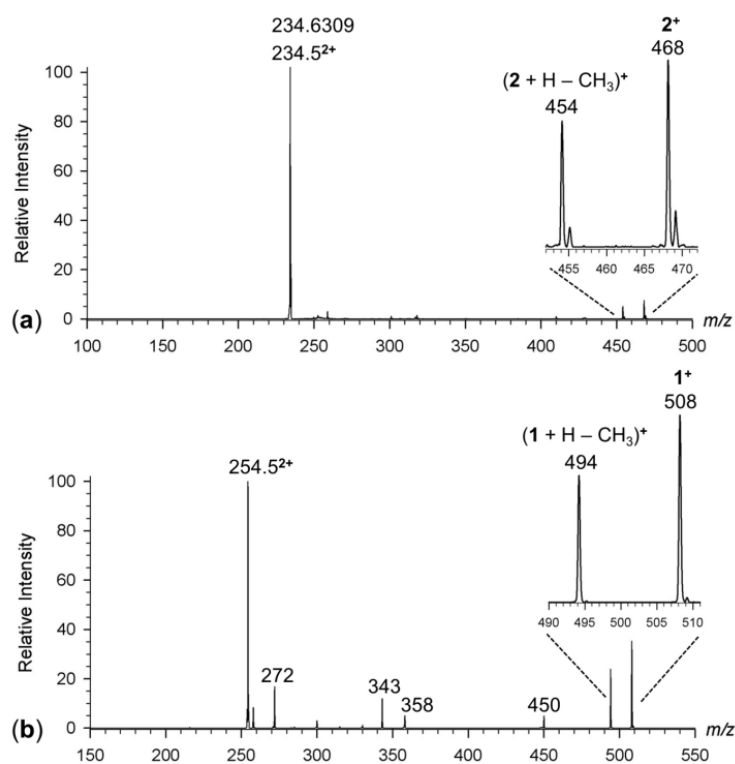 234.6309
234.5²⁺
2⁺
468
(2 + H – CH₃)⁺
454
100
80
60
40
20
0
Relative Intensity
455 460 465 470
(a)
100 150 200 250 300 350 400 450 500
m/z
1⁺
508
(1 + H – CH₃)⁺
494
254.5²⁺
100
80
60
40
20
0
Relative Intensity
490 495 500 505 510
272
343
358
450
(b)
150 200 250 300 350 400 450 500 550
m/z